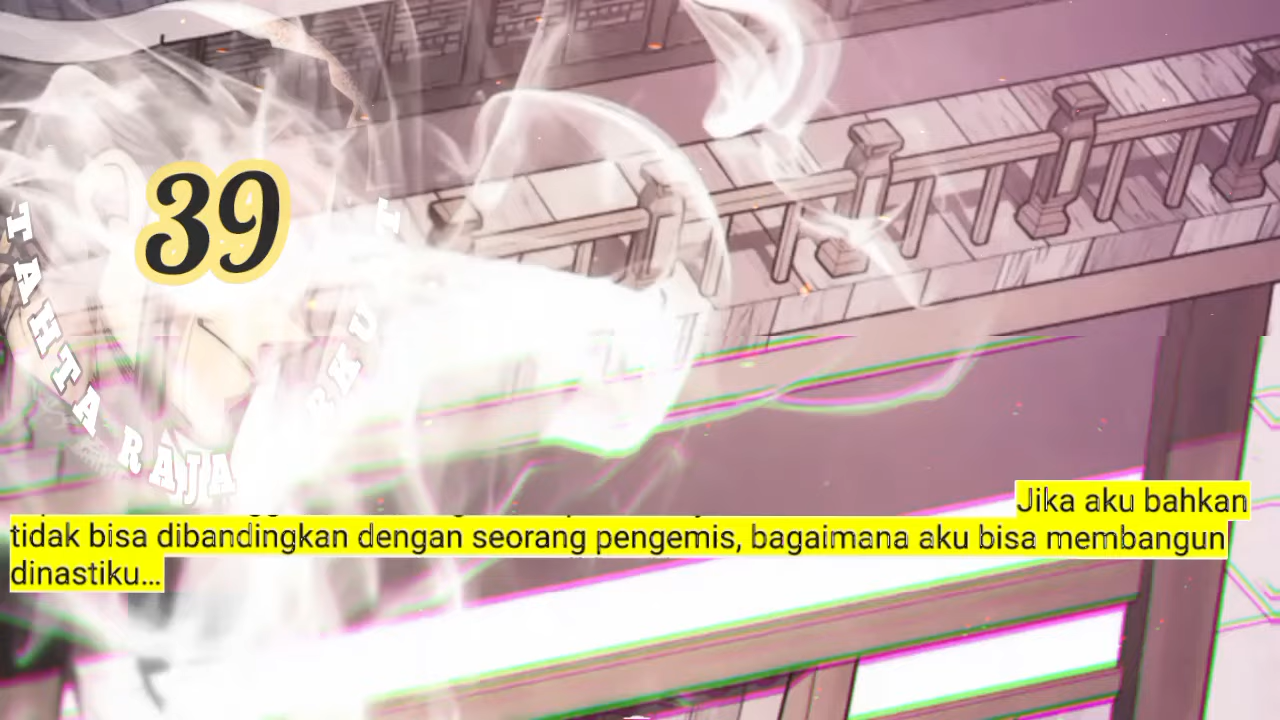 39
TAHTA RAJA
Jika aku bahkan
tidak bisa dibandingkan dengan seorang pengemis, bagaimana aku bisa membangun
dinastiku...